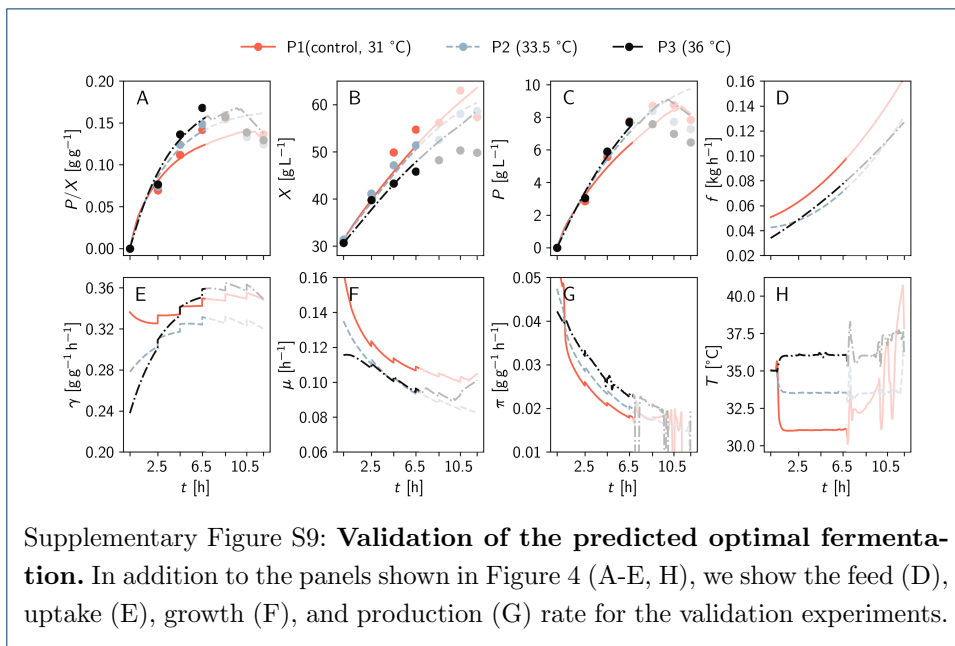 P1(control, 31 °C) P2 (33.5 °C) P3 (36 °C)
A B C D
P/X [g g⁻¹]
0.20
0.15
0.10
0.05
0.00
X [g L⁻¹]
60
50
40
30
P [g L⁻¹]
10
8
6
4
2
0
f [kg h⁻¹]
0.16
0.14
0.12
0.10
0.08
0.06
0.04
0.02
E F G H
γ [g g⁻¹ h⁻¹]
0.36
0.32
0.28
0.24
0.20
μ [h⁻¹]
0.16
0.14
0.12
0.10
0.08
0.06
π [g g⁻¹ h⁻¹]
0.05
0.04
0.03
0.02
0.01
T [°C]
40.0
37.5
35.0
32.5
30.0
2.5 6.5 10.5 2.5 6.5 10.5 2.5 6.5 10.5 2.5 6.5 10.5
t [h] t [h] t [h] t [h]
Supplementary Figure S9: Validation of the predicted optimal fermenta-
tion. In addition to the panels shown in Figure 4 (A-E, H), we show the feed (D),
uptake (E), growth (F), and production (G) rate for the validation experiments.